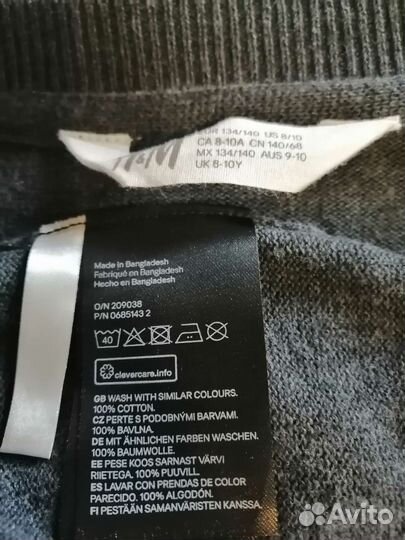 H&M
EUR 134/140 US 8/10
CA 8-10A CN 140/68
MX 134/140 AUS 9-10
UK 8-10Y
Made in Bangladesh
Fabriqué en Bangladesh
Hecho en Bangladesh
O/N 209038
P/N 0685143 2
40
clevercare.info
GB WASH WITH SIMILAR COLOURS.
100% COTTON.
CZ PERTE S PODOBNÝMI BARVAMI.
100% BAVLNA.
DE MIT ÄHNLICHEN FARBEN WASCHEN.
100% BAUMWOLLE.
EE PESE KOOS SARNAST VÄRVI
RIIETEGA. 100% PUUVILL.
ES LAVAR CON PRENDAS DE COLOR
PARECIDO. 100% ALGODÓN.
FI PESTÄÄN SAMANVÄRISTEN KANSSA.
Avito